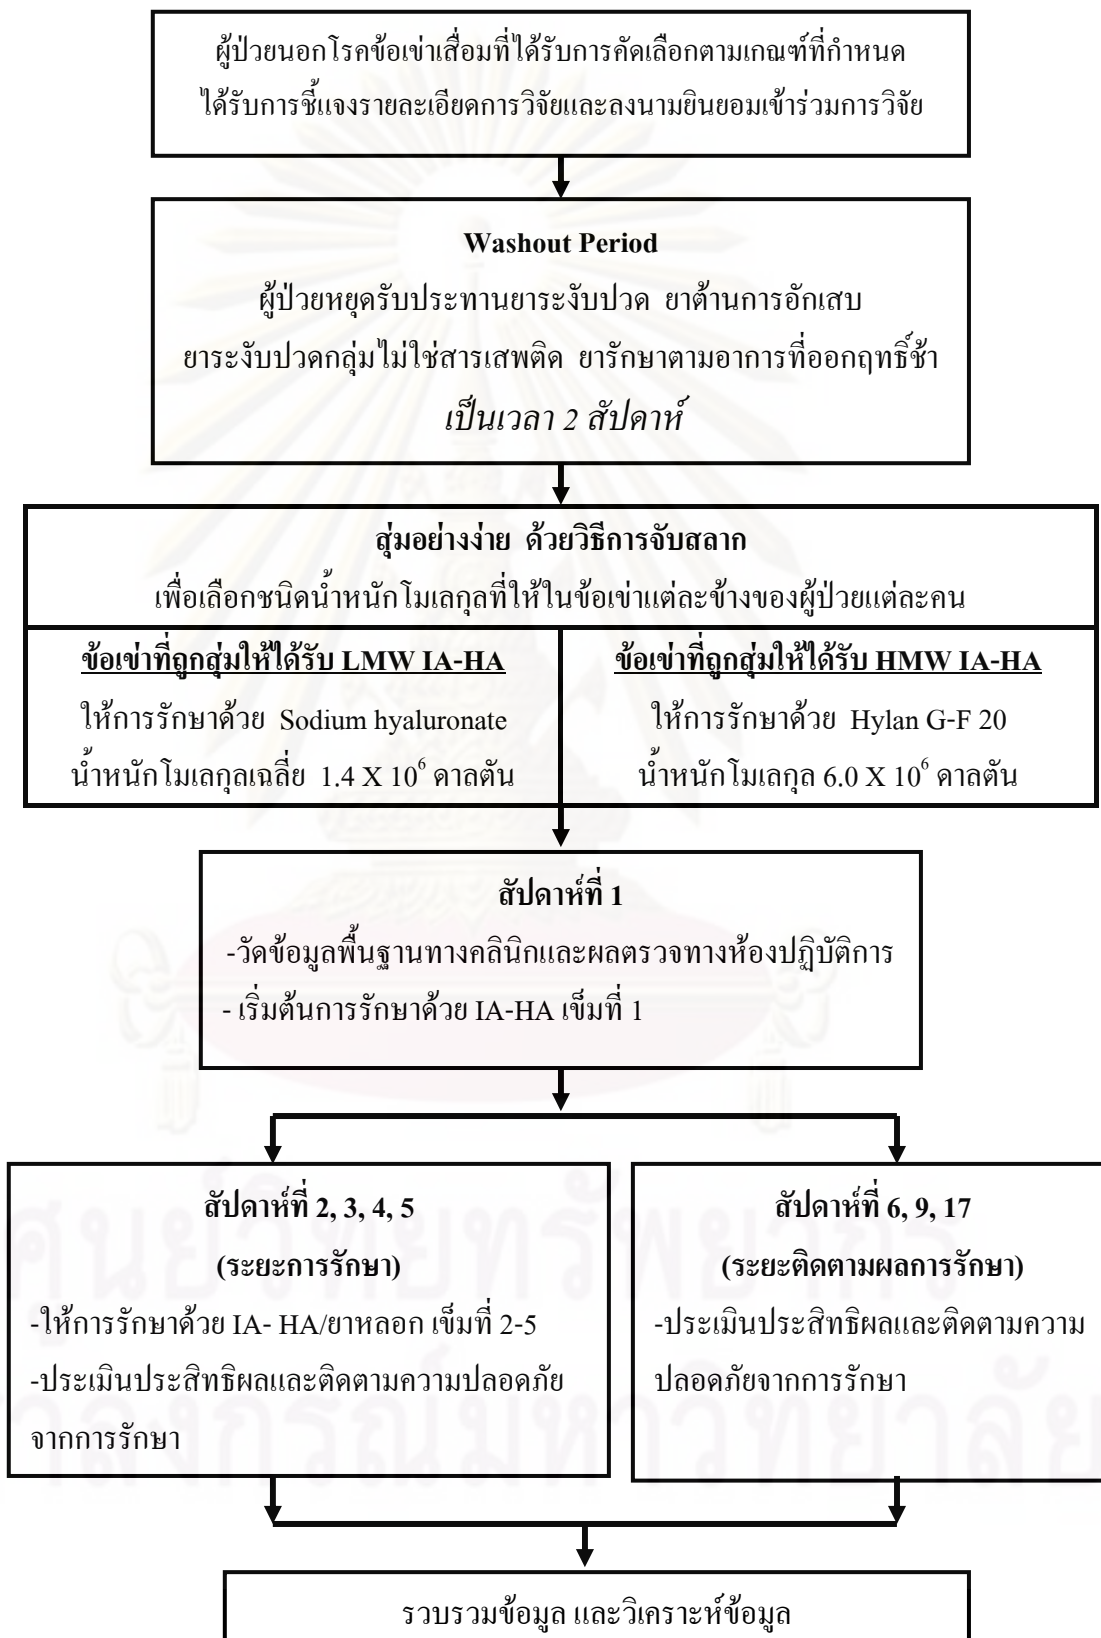 ผู้ป่วยนอกโรคข้อเข่าเสื่อมที่ได้รับการคัดเลือกตามเกณฑ์ที่กำหนด
ได้รับการชี้แจงรายละเอียดการวิจัยและลงนามยินยอมเข้าร่วมการวิจัย
Washout Period
ผู้ป่วยหยุดรับประทานยาระงับปวด ยาต้านการอักเสบ
ยาระงับปวดกลุ่มไม่ใช่สารเสพติด ยารักษาตามอาการที่ออกฤทธิ์ช้า
เป็นเวลา 2 สัปดาห์
สุ่มอย่างง่าย ด้วยวิธีการจับสลาก
เพื่อเลือกชนิดน้ำหนักโมเลกุลที่ให้ในข้อเข่าแต่ละข้างของผู้ป่วยแต่ละคน
ข้อเข่าที่ถูกสุ่มให้ได้รับ LMW IA-HA
ให้การรักษาด้วย Sodium hyaluronate
น้ำหนักโมเลกุลเฉลี่ย 1.4 X 10⁶ ดาลตัน
ข้อเข่าที่ถูกสุ่มให้ได้รับ HMW IA-HA
ให้การรักษาด้วย Hylan G-F 20
น้ำหนักโมเลกุล 6.0 X 10⁶ ดาลตัน
สัปดาห์ที่ 1
-วัดข้อมูลพื้นฐานทางคลินิกและผลตรวจทางห้องปฏิบัติการ
- เริ่มต้นการรักษาด้วย IA-HA เข็มที่ 1
สัปดาห์ที่ 2, 3, 4, 5
(ระยะการรักษา)
-ให้การรักษาด้วย IA- HA/ยาหลอก เข็มที่ 2-5
-ประเมินประสิทธิผลและติดตามความปลอดภัย
จากการรักษา
สัปดาห์ที่ 6, 9, 17
(ระยะติดตามผลการรักษา)
-ประเมินประสิทธิผลและติดตามความ
ปลอดภัยจากการรักษา
รวบรวมข้อมูล และวิเคราะห์ข้อมูล
ศูนย์วิทยทรัพยากร
าลงกรณ์มหาวิทยาลัย